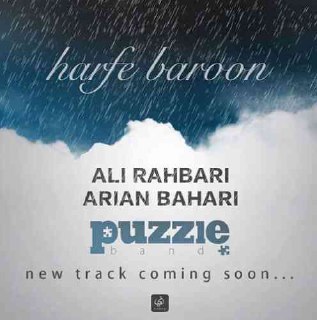 harfe baroon
ALI RAHBARI
ARIAN BAHARI
puzzle
band
new track coming soon...